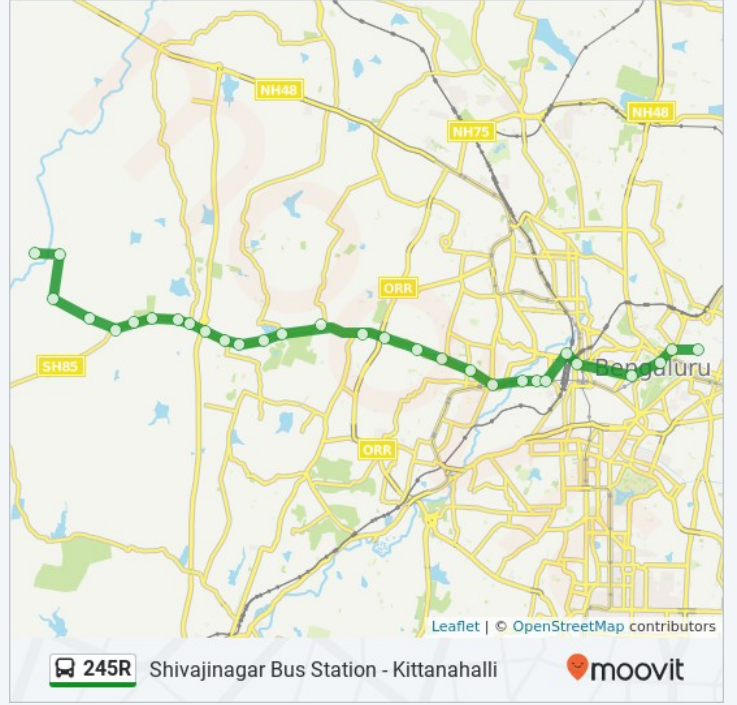 NH48
NH75
NH48
ORR
SH85
Bengaluru
ORR
Leaflet | © OpenStreetMap contributors
245R Shivajinagar Bus Station - Kittanahalli
moovit